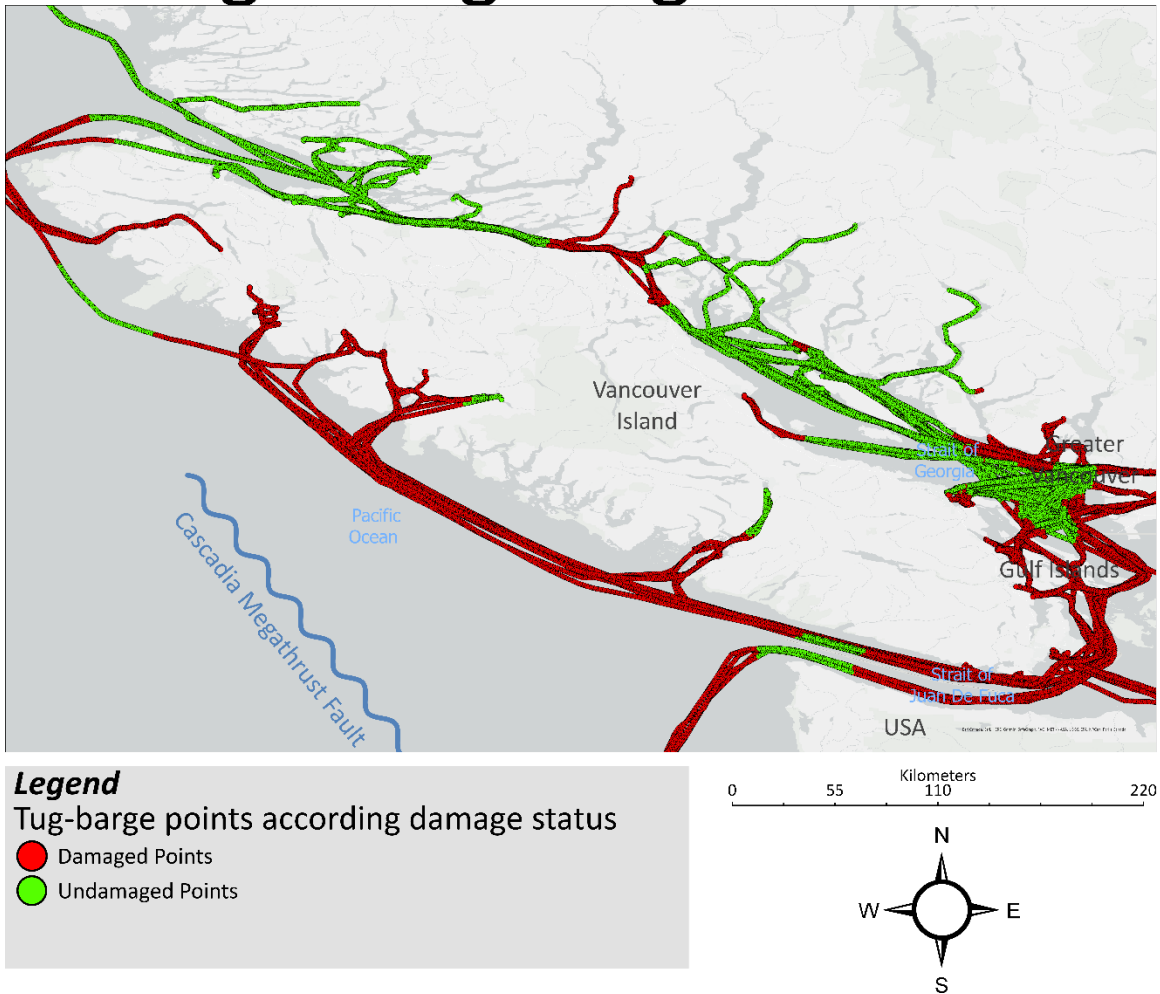 Vancouver
Island
Greater
Vancouver
Strait of
Georgia
Pacific
Ocean
Cascadia Megathrust Fault
Gulf Islands
Strait of
Juan De Fuca
USA
Legend
Tug-barge points according damage status
Damaged Points
Undamaged Points
Kilometers
0 55 110 220
N
W E
S